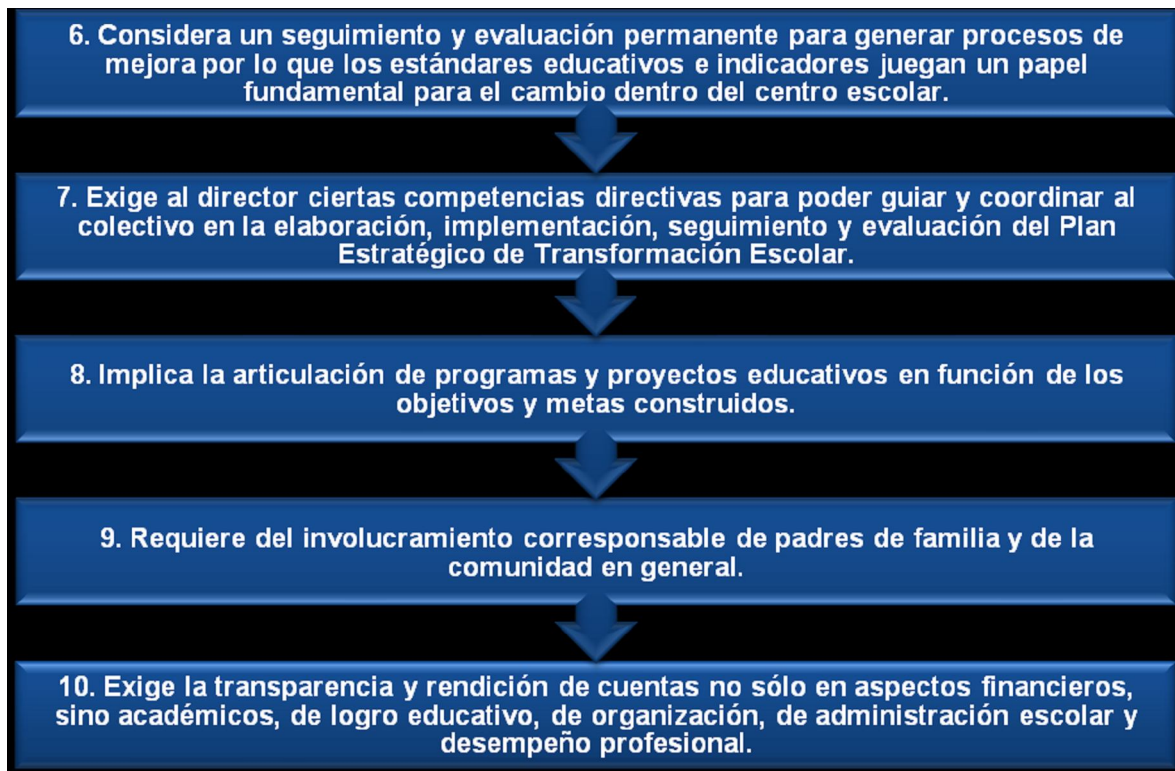 6. Considera un seguimiento y evaluación permanente para generar procesos de
mejora por lo que los estándares educativos e indicadores juegan un papel
fundamental para el cambio dentro del centro escolar.
7. Exige al director ciertas competencias directivas para poder guiar y coordinar al
colectivo en la elaboración, implementación, seguimiento y evaluación del Plan
Estratégico de Transformación Escolar.
8. Implica la articulación de programas y proyectos educativos en función de los
objetivos y metas construidos.
9. Requiere del involucramiento corresponsable de padres de familia y de la
comunidad en general.
10. Exige la transparencia y rendición de cuentas no sólo en aspectos financieros,
sino académicos, de logro educativo, de organización, de administración escolar y
desempeño profesional.